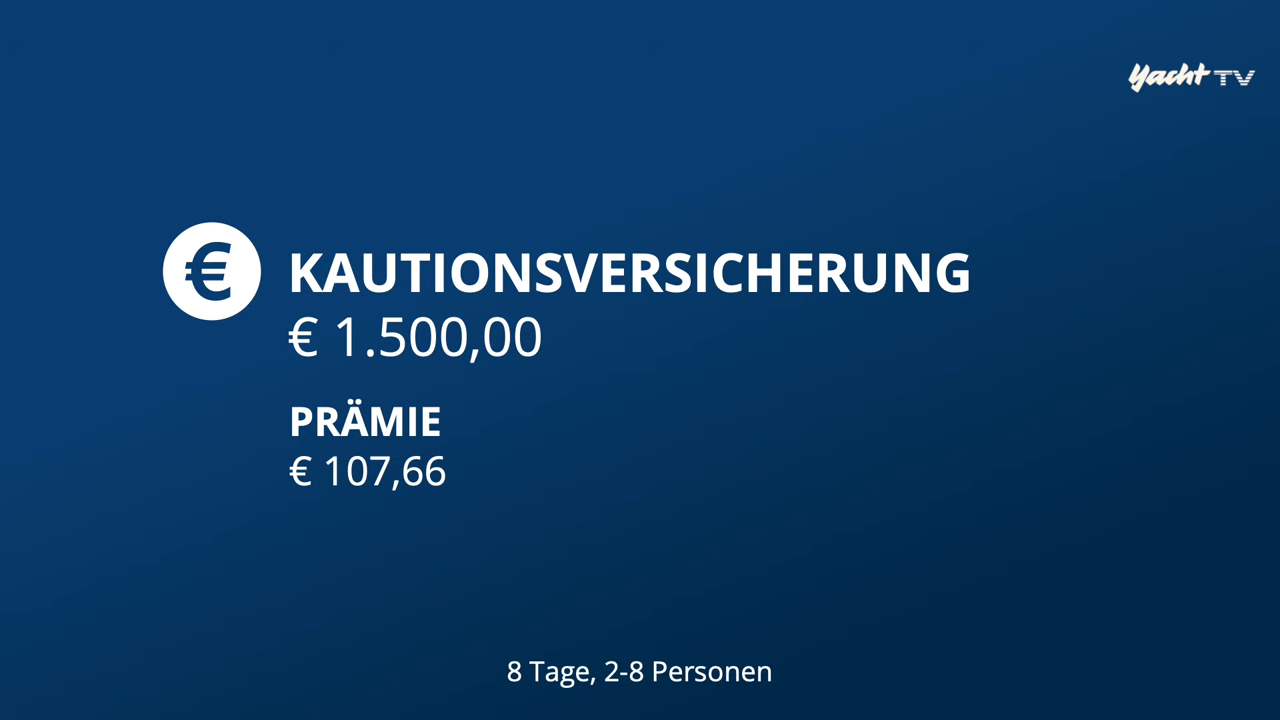 Yacht TV
€ KAUTIONSVERSICHERUNG
€ 1.500,00
PRÄMIE
€ 107,66
8 Tage, 2-8 Personen